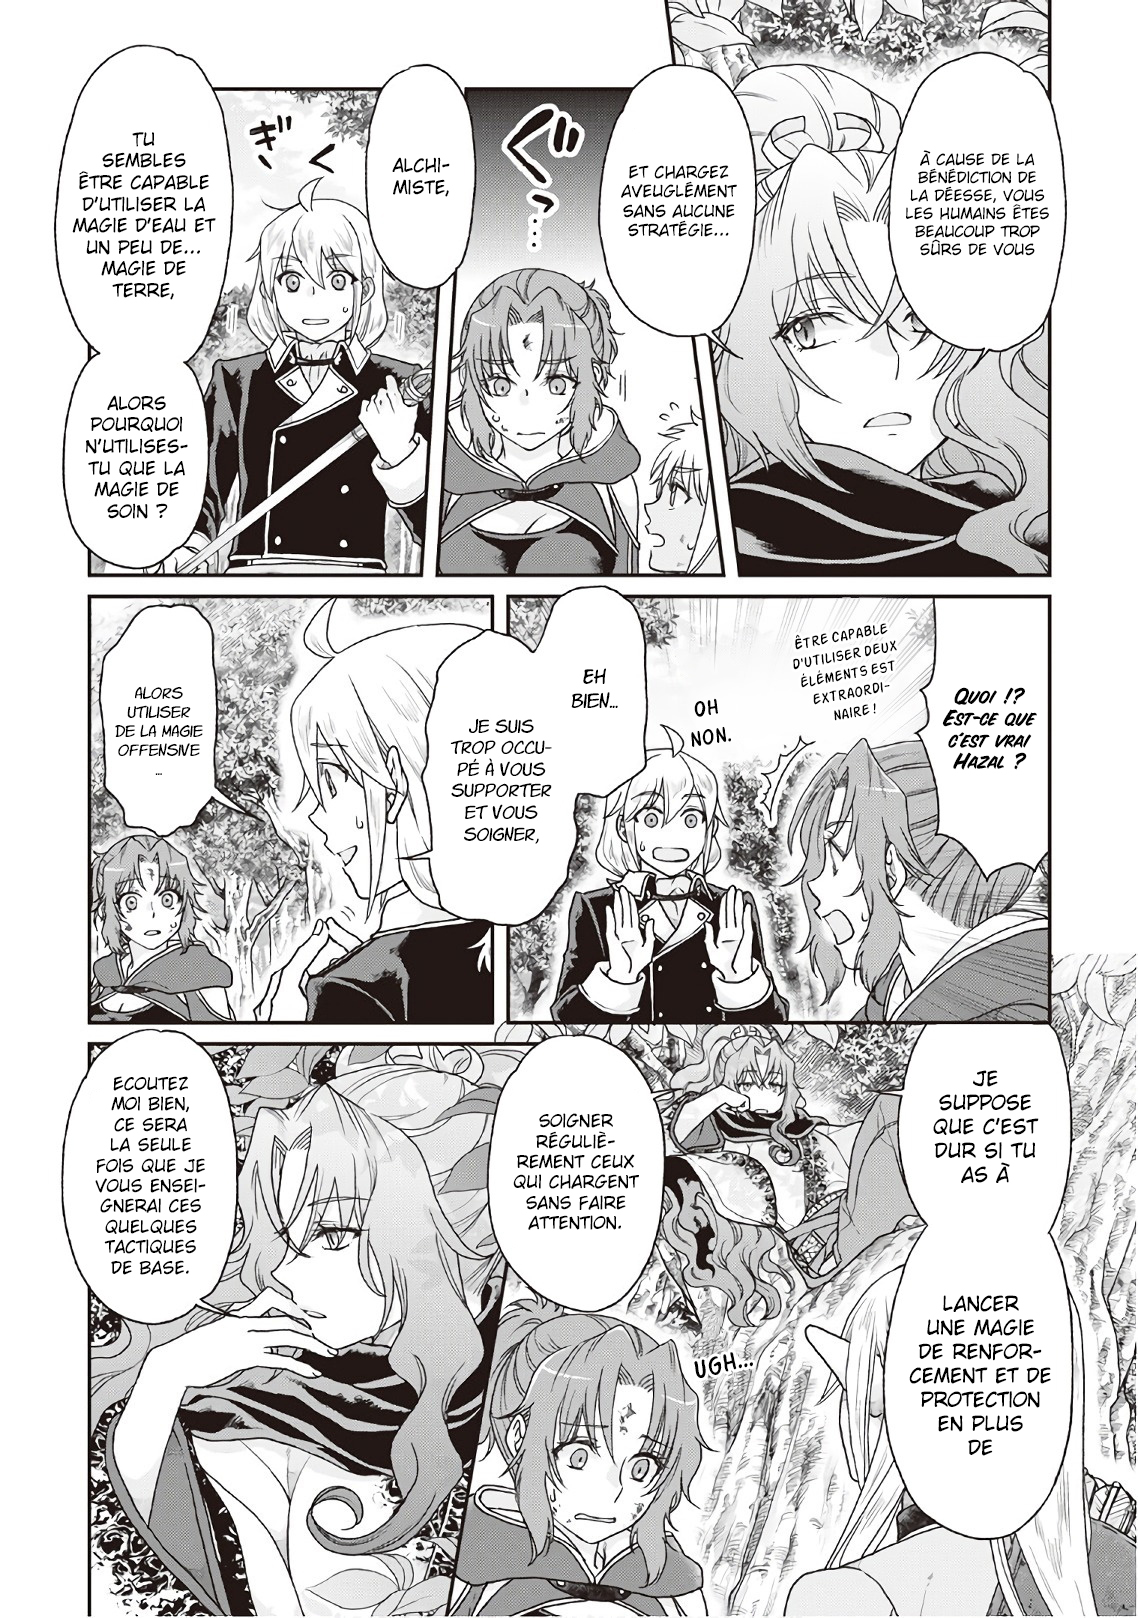 À CAUSE DE LA
BÉNÉDICTION DE
LA DÉESSE, VOUS
LES HUMAINS ÊTES
BEAUCOUP TROP
SÛRS DE VOUS
ET CHARGEZ
AVEUGLÉMENT
SANS AUCUNE
STRATÉGIE...
ぐ…?
ALCHI-
MISTE,
ぎく
TU
SEMBLES
ÊTRE CAPABLE
D'UTILISER LA
MAGIE D'EAU ET
UN PEU DE...
MAGIE DE
TERRE,
ALORS
POURQUOI
N'UTILISES-
TU QUE LA
MAGIE DE
SOIN ?
QUOI !?
EST-CE QUE
C'EST VRAI
HAZAL ?
ÊTRE CAPABLE
D'UTILISER DEUX
ÉLÉMENTS EST
EXTRAORDI-
NAIRE !
OH
NON.
EH
BIEN...
JE SUIS
TROP OCCU-
PÉ À VOUS
SUPPORTER
ET VOUS
SOIGNER,
ALORS
UTILISER
DE LA MAGIE
OFFENSIVE
...
JE
SUPPOSE
QUE C'EST
DUR SI TU
AS À
LANCER
UNE MAGIE
DE RENFOR-
CEMENT ET DE
PROTECTION
EN PLUS
DE
SOIGNER
RÉGULIÈ-
REMENT CEUX
QUI CHARGENT
SANS FAIRE
ATTENTION.
UGH...
ECOUTEZ
MOI BIEN,
CE SERA
LA SEULE
FOIS QUE JE
VOUS ENSEI-
GNERAI CES
QUELQUES
TACTIQUES
DE BASE.